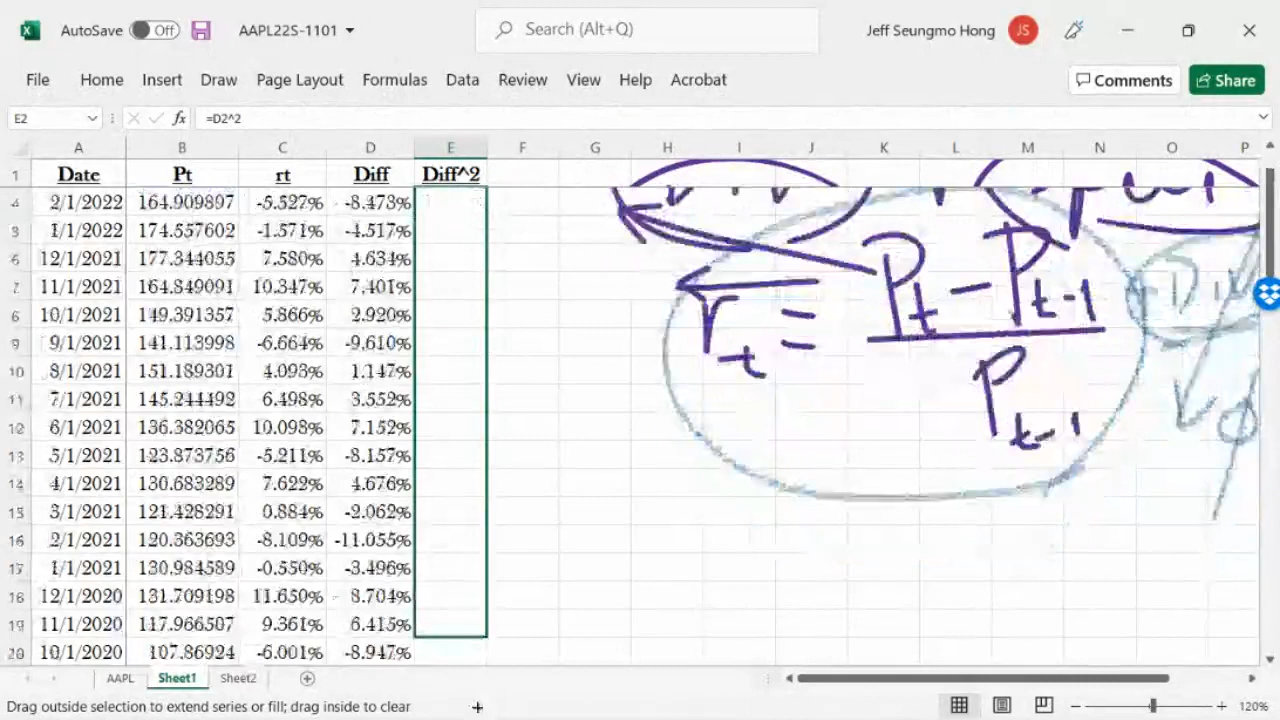 AutoSave Off AAPL22S-1101 Search (Alt+Q) Jeff Seungmo Hong JS
File Home Insert Draw Page Layout Formulas Data Review View Help Acrobat Comments Share
E2 fx =D2^2
A B C D E F G H I J K L M N O P
1 Date Pt rt Diff Diff^2
4 2/1/2022 164.909897 -5.527% -8.473%
1/1/2022 174.557602 -1.571% -4.517%
12/1/2021 177.344055 7.580% 4.634%
7 11/1/2021 164.849091 10.347% 7.401%
10/1/2021 149.391357 5.866% 2.920%
9 9/1/2021 141.113998 -6.664% -9.610%
10 8/1/2021 151.189301 4.093% 1.147%
11 7/1/2021 145.244492 6.498% 3.552%
12 6/1/2021 136.382065 10.098% 7.152%
13 5/1/2021 123.873756 -5.211% -8.157%
14 4/1/2021 130.683289 7.622% 4.676%
15 3/1/2021 121.428291 0.884% -2.062%
16 2/1/2021 120.363693 -8.109% -11.055%
17 1/1/2021 130.984589 -0.550% -3.496%
12/1/2020 131.709198 11.650% 8.704%
19 11/1/2020 117.966507 9.361% 6.415%
20 10/1/2020 107.86924 -6.001% -8.947%
rt = Pt - Pt-1
Pt-1
AAPL Sheet1 Sheet2
Drag outside selection to extend series or fill; drag inside to clear 120%